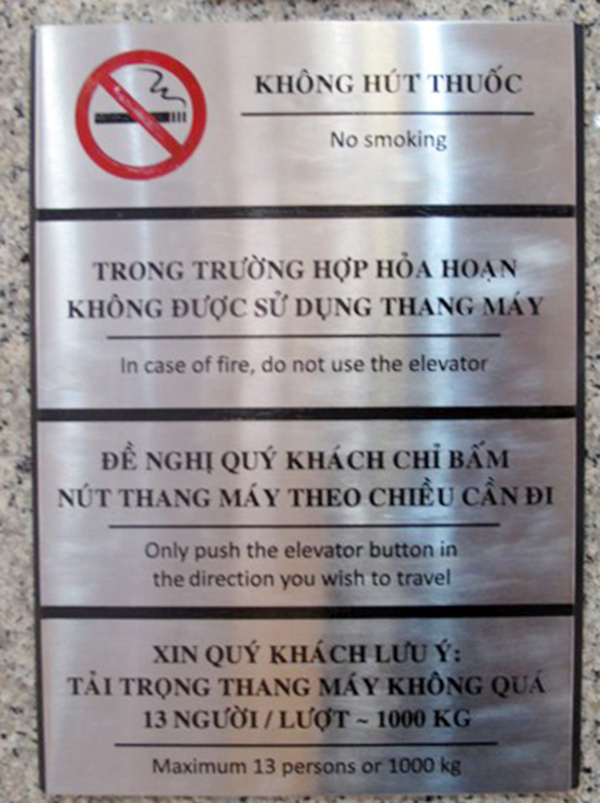 KHÔNG HÚT THUỐC
No smoking
TRONG TRƯỜNG HỢP HỎA HOẠN
KHÔNG ĐƯỢC SỬ DỤNG THANG MÁY
In case of fire, do not use the elevator
ĐỀ NGHỊ QUÝ KHÁCH CHỈ BẤM
NÚT THANG MÁY THEO CHIỀU CẦN ĐI
Only push the elevator button in
the direction you wish to travel
XIN QUÝ KHÁCH LƯU Ý:
TẢI TRỌNG THANG MÁY KHÔNG QUÁ
13 NGƯỜI / LƯỢT ~ 1000 KG
Maximum 13 persons or 1000 kg